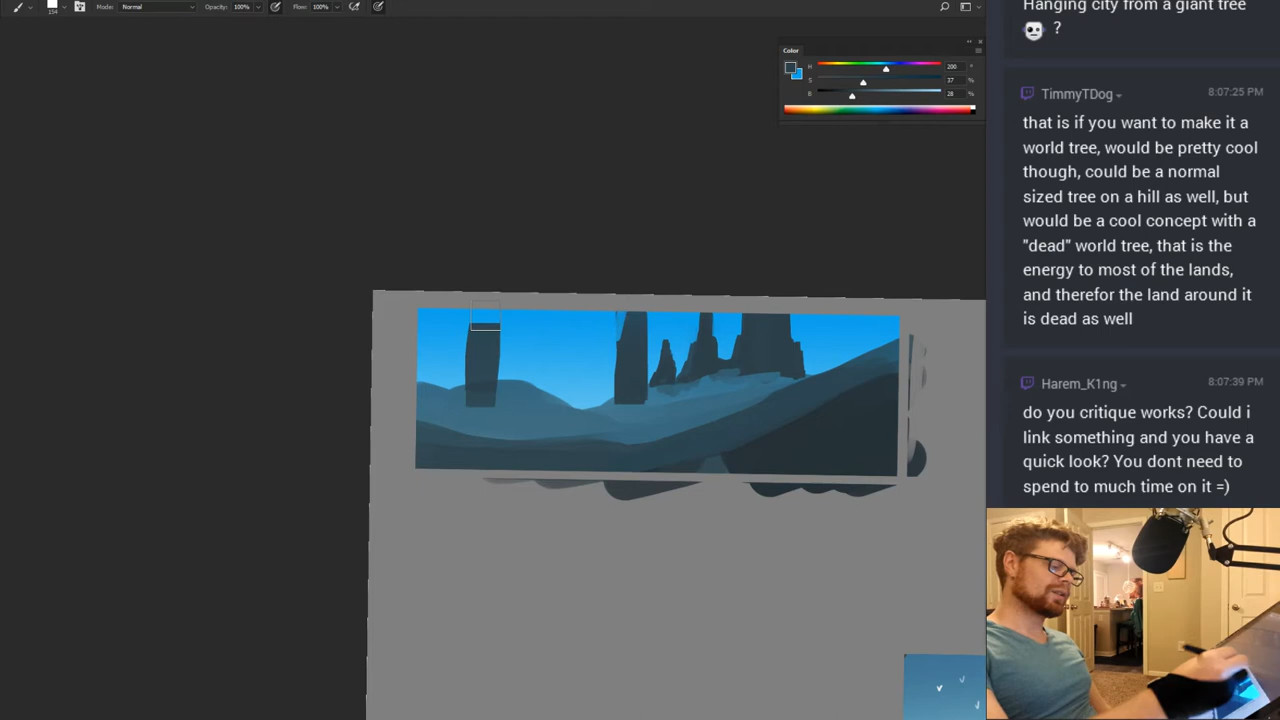 Mode: Normal Opacity: 100% Flow: 100%
Color
H 200 °
S 37 %
B 28 %
Hanging city from a giant tree
?
TimmyTDog 8:07:25 PM
that is if you want to make it a
world tree, would be pretty cool
though, could be a normal
sized tree on a hill as well, but
would be a cool concept with a
"dead" world tree, that is the
energy to most of the lands,
and therefor the land around it
is dead as well
Harem_K1ng 8:07:39 PM
do you critique works? Could i
link something and you have a
quick look? You dont need to
spend to much time on it =)